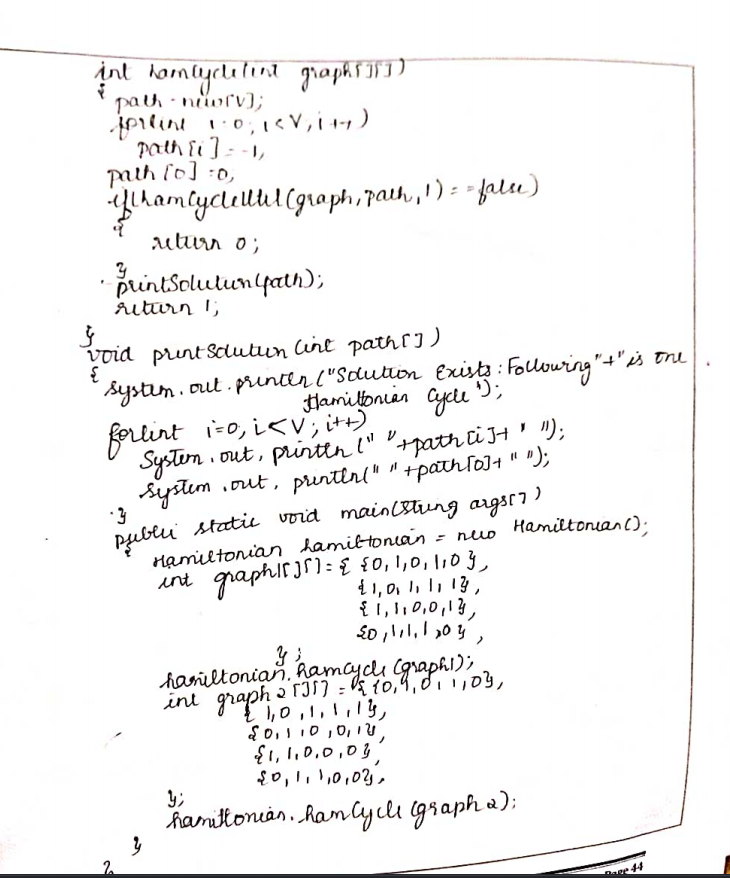 int hamCycle(int graph[][])
{
path = new[V];
for(int i=0; i<V; i++)
path[i] = -1;
path[0] = 0;
if(hamCycleUtil(graph, path, 1) == false)
{
return 0;
}
printSolution(path);
return 1;
}
void printSolution (int path[])
{
System.out.println("Solution Exists: Following"+"is one
Hamiltonian Cycle");
for(int i=0, i<V; i++)
System.out, println(" "+path[i]+ " ");
System.out, println(" "+path[0]+ " ");
}
public static void main(String args[])
{
Hamiltonian hamiltonian = new Hamiltonian();
int graph1[][]= { {0,1,0,1,0},
{1,0,1,1,1},
{1,1,0,0,1},
{0,1,1,1,0},
};
hamiltonian.hamCycle (graph1);
int graph2[][] = {{0,1,0,1,0},
{1,0,1,1,1},
{0,1,0,0,1},
{1,1,0,0,0},
{0,1,1,0,0},
};
hamiltonian.hamCycle (graph2);
}
}
Page 44